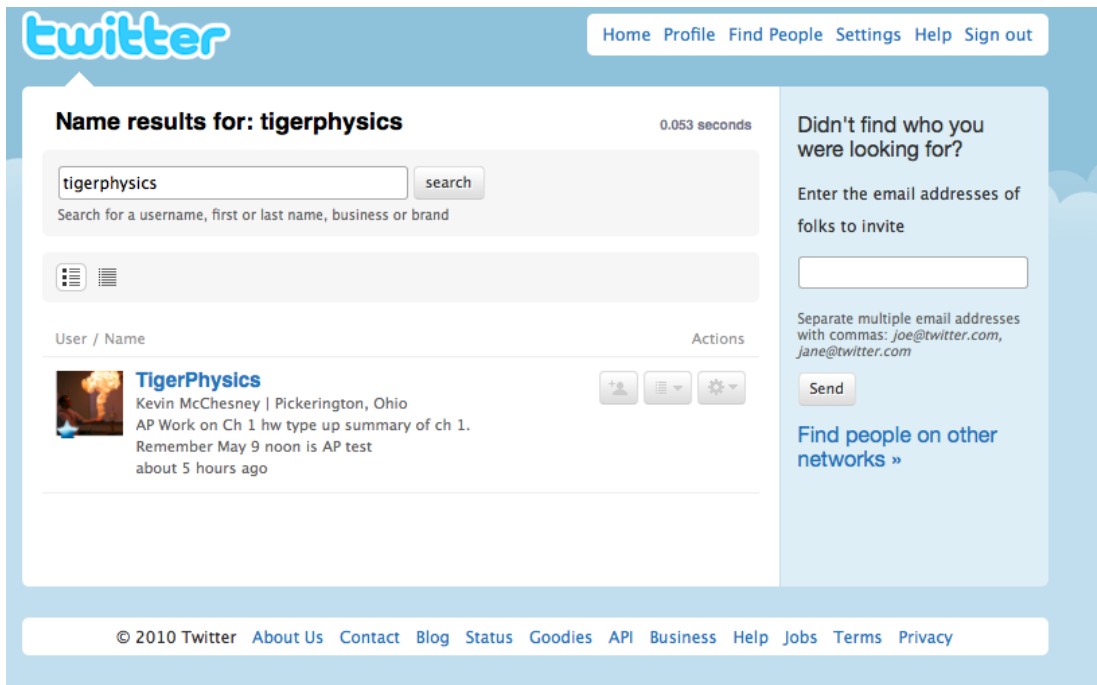 twitter
Home Profile Find People Settings Help Sign out
Name results for: tigerphysics
0.053 seconds
tigerphysics
search
Search for a username, first or last name, business or brand
User / Name
Actions
TigerPhysics
Kevin McChesney | Pickerington, Ohio
AP Work on Ch 1 hw type up summary of ch 1.
Remember May 9 noon is AP test
about 5 hours ago
Didn't find who you
were looking for?
Enter the email addresses of
folks to invite
Separate multiple email addresses
with commas: joe@twitter.com,
jane@twitter.com
Send
Find people on other
networks »
© 2010 Twitter About Us Contact Blog Status Goodies API Business Help Jobs Terms Privacy